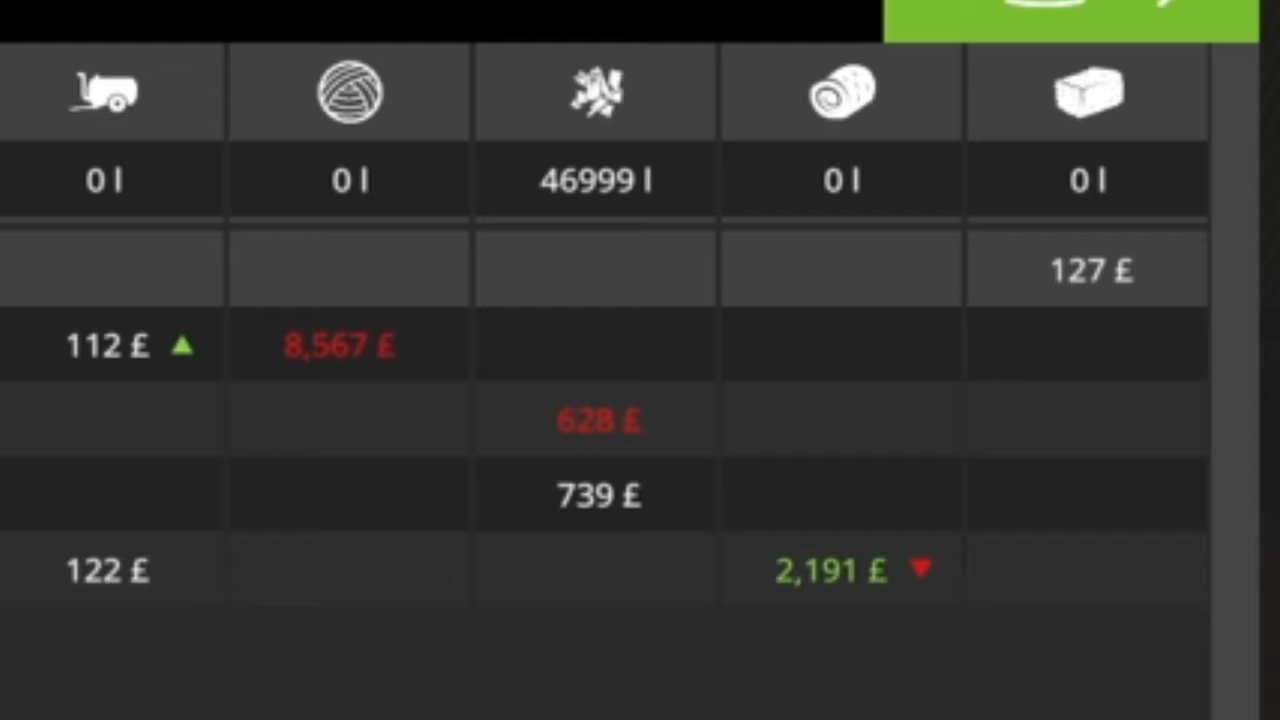 0 l 0 l 46999 l 0 l 0 l
127 £
112 £ 8,567 £
628 £
739 £
122 £ 2,191 £